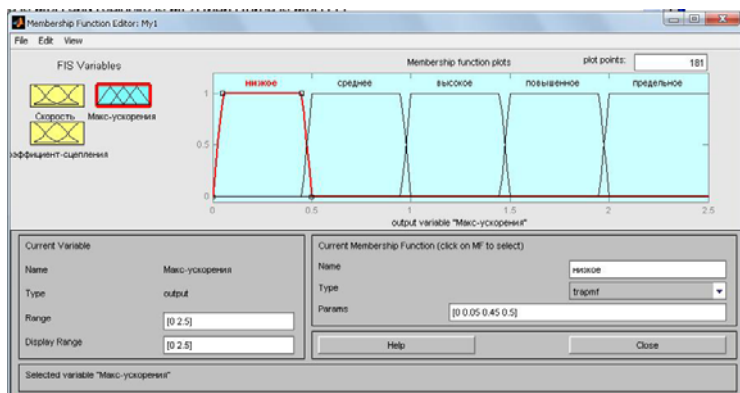 Membership Function Editor: My1
File Edit View
FIS Variables
Скорость
Макс-ускорения
эффициент-сцепления
Membership function plots
plot points:
181
низкое
среднее
высокое
повышенное
предельное
1
0.5
0
0
0.5
1
1.5
2
2.5
output variable "Макс-ускорения"
Current Variable
Name
Макс-ускорения
Type
output
Range
[0 2.5]
Display Range
[0 2.5]
Current Membership Function (click on MF to select)
Name
низкое
Type
trapmf
Params
[0 0.05 0.45 0.5]
Help
Close
Selected variable "Макс-ускорения"